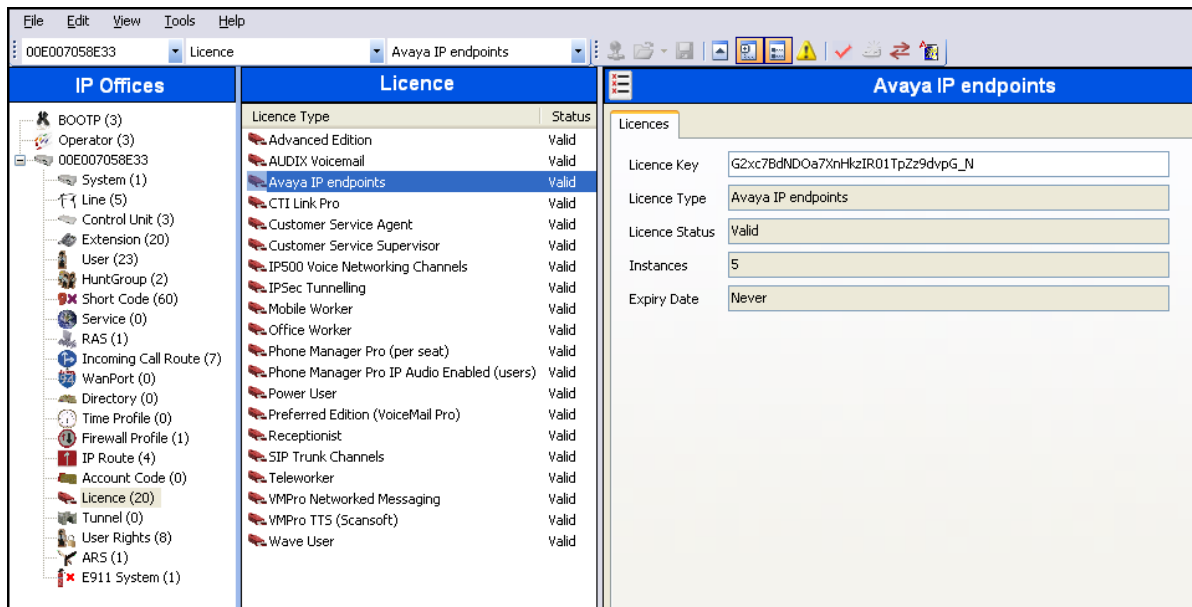 File Edit View Tools Help
00E007058E33 Licence Avaya IP endpoints
IP Offices
BOOTP (3)
Operator (3)
00E007058E33
System (1)
Line (5)
Control Unit (3)
Extension (20)
User (23)
HuntGroup (2)
Short Code (60)
Service (0)
RAS (1)
Incoming Call Route (7)
WanPort (0)
Directory (0)
Time Profile (0)
Firewall Profile (1)
IP Route (4)
Account Code (0)
Licence (20)
Tunnel (0)
User Rights (8)
ARS (1)
E911 System (1)
Licence
Licence Type Status
Advanced Edition Valid
AUDIX Voicemail Valid
Avaya IP endpoints Valid
CTI Link Pro Valid
Customer Service Agent Valid
Customer Service Supervisor Valid
IP500 Voice Networking Channels Valid
IPSec Tunnelling Valid
Mobile Worker Valid
Office Worker Valid
Phone Manager Pro (per seat) Valid
Phone Manager Pro IP Audio Enabled (users) Valid
Power User Valid
Preferred Edition (VoiceMail Pro) Valid
Receptionist Valid
SIP Trunk Channels Valid
Teleworker Valid
VMPro Networked Messaging Valid
VMPro TTS (Scansoft) Valid
Wave User Valid
Avaya IP endpoints
Licences
Licence Key G2xc7BdNDOa7XnHkzIR01TpZz9dvpG_N
Licence Type Avaya IP endpoints
Licence Status Valid
Instances 5
Expiry Date Never